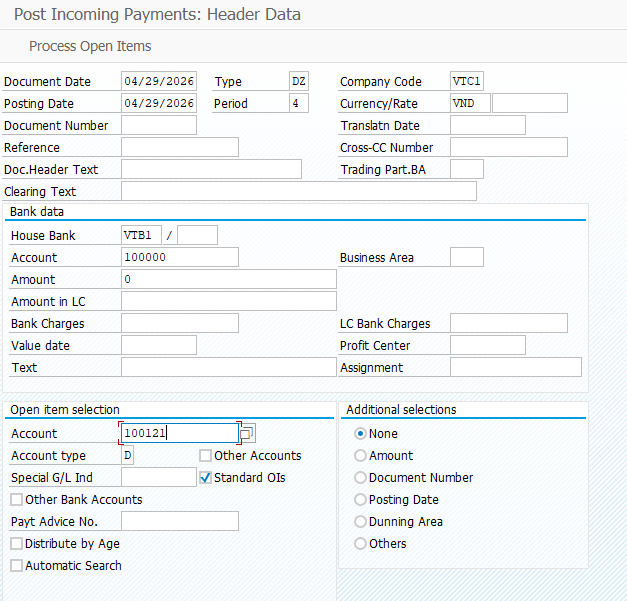 Post Incoming Payments: Header Data
Process Open Items
Document Date 04/29/2026 Type DZ Company Code VTC1
Posting Date 04/29/2026 Period 4 Currency/Rate VND
Document Number Translatn Date
Reference Cross-CC Number
Doc.Header Text Trading Part.BA
Clearing Text
Bank data
House Bank VTB1 /
Account 100000 Business Area
Amount 0
Amount in LC
Bank Charges LC Bank Charges
Value date Profit Center
Text Assignment
Open item selection Additional selections
Account 100121 None
Account type D Other Accounts Amount
Special G/L Ind Standard OIs Document Number
Other Bank Accounts Posting Date
Payt Advice No. Dunning Area
Distribute by Age Others
Automatic Search